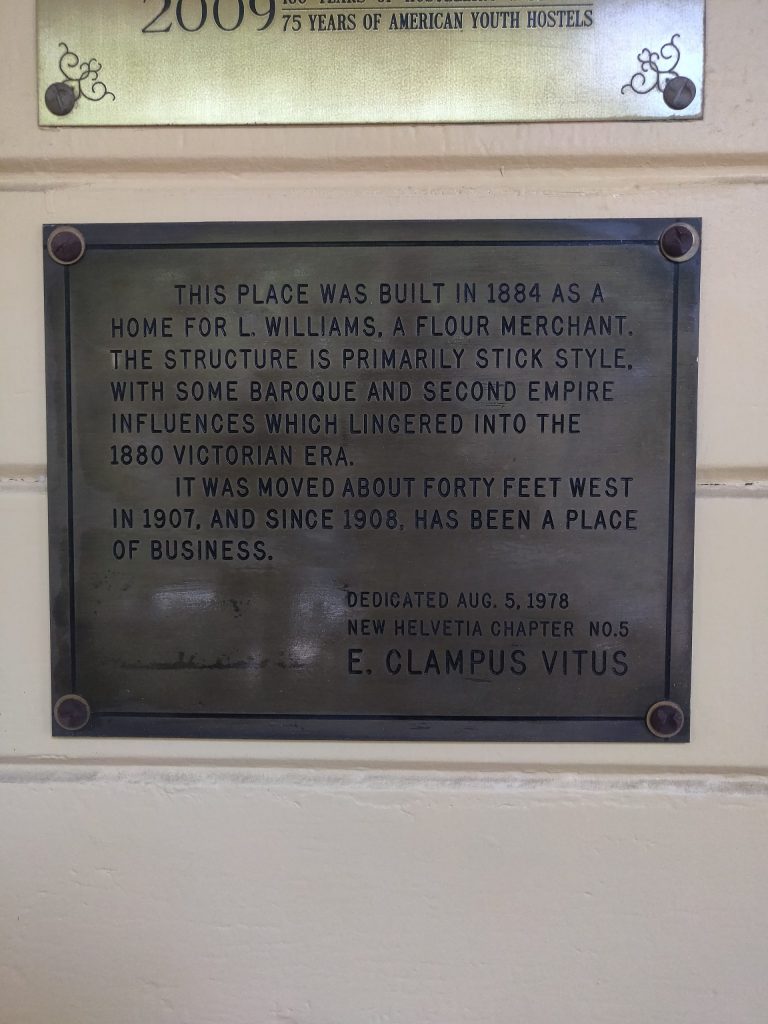 2009
YEARS OF
75 YEARS OF AMERICAN YOUTH HOSTELS
THIS PLACE WAS BUILT IN 1884 AS A
HOME FOR L. WILLIAMS, A FLOUR MERCHANT.
THE STRUCTURE IS PRIMARILY STICK STYLE,
WITH SOME BAROQUE AND SECOND EMPIRE
INFLUENCES WHICH LINGERED INTO THE
1880 VICTORIAN ERA.
IT WAS MOVED ABOUT FORTY FEET WEST
IN 1907, AND SINCE 1908, HAS BEEN A PLACE
OF BUSINESS.
DEDICATED AUG. 5, 1978
NEW HELVETIA CHAPTER NO.5
E. CLAMPUS VITUS